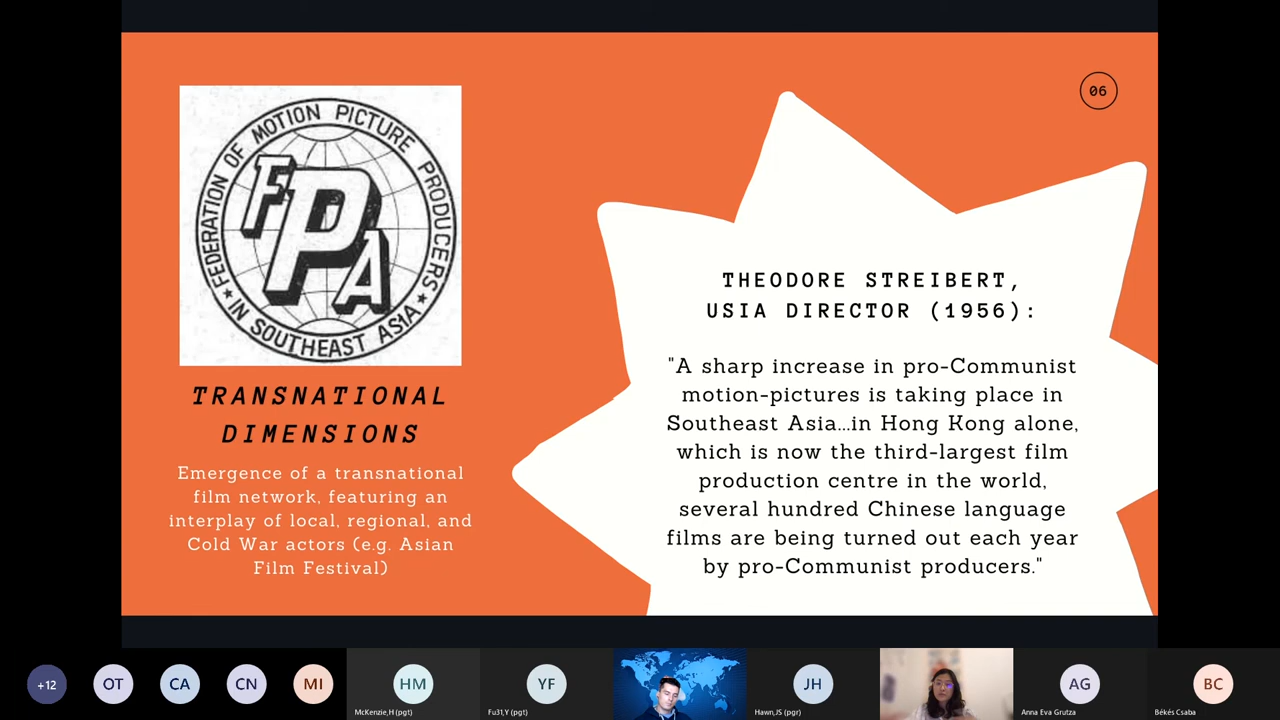 06
FEDERATION OF MOTION PICTURE PRODUCERS
★ IN SOUTHEAST ASIA ★
FPA
TRANSNATIONAL
DIMENSIONS
Emergence of a transnational
film network, featuring an
interplay of local, regional, and
Cold War actors (e.g. Asian
Film Festival)
THEODORE STREIBERT,
USIA DIRECTOR (1956):
"A sharp increase in pro-Communist
motion-pictures is taking place in
Southeast Asia...in Hong Kong alone,
which is now the third-largest film
production centre in the world,
several hundred Chinese language
films are being turned out each year
by pro-Communist producers."
+12
OT
CA
CN
MI
HM
McKenzie,H (pgt)
YF
Fu31,Y (pgt)
JH
Hawn,JS (pgr)
AG
Anna Eva Grutza
BC
Békés Csaba